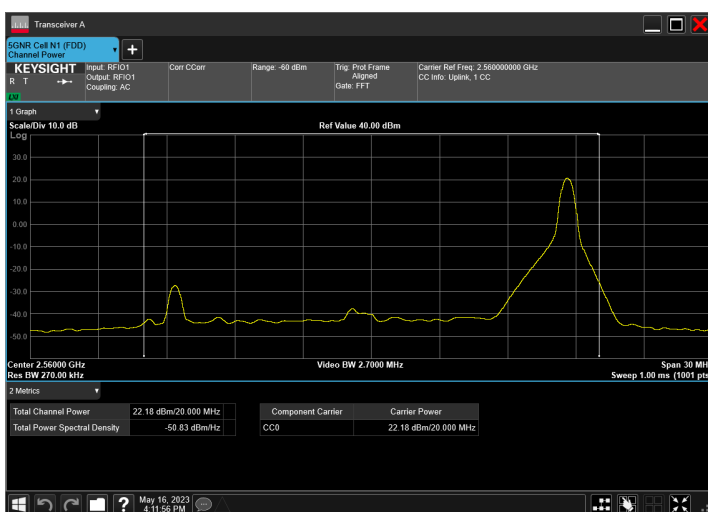 Transceiver A
5GNR Cell N1 (FDD)
Channel Power
KEYSIGHT
R T
LXI
Input: RFIO1
Output: RFIO1
Coupling: AC
Corr CCorr
Range: -60 dBm
Trig: Prot Frame
Aligned
Gate: FFT
Carrier Ref Freq: 2.560000000 GHz
CC Info: Uplink, 1 CC
1 Graph
Scale/Div 10.0 dB
Ref Value 40.00 dBm
Log
30.0
20.0
10.0
0.00
-10.0
-20.0
-30.0
-40.0
-50.0
Center 2.56000 GHz
Video BW 2.7000 MHz
Span 30 MH
Res BW 270.00 kHz
Sweep 1.00 ms (1001 pts
2 Metrics
Total Channel Power 22.18 dBm/20.000 MHz
Total Power Spectral Density -50.83 dBm/Hz
Component Carrier Carrier Power
CC0 22.18 dBm/20.000 MHz
? May 16, 2023
4:11:56 PM